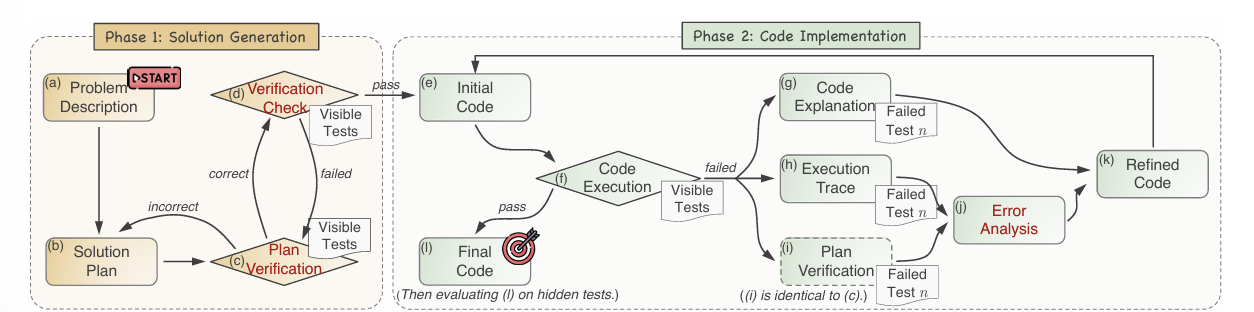 Phase 1: Solution Generation
(a) Problem
Description
START
(d) Verification
Check
Visible
Tests
correct
failed
incorrect
(b) Solution
Plan
(c) Plan
Verification
Visible
Tests
pass
Phase 2: Code Implementation
(e) Initial
Code
(f) Code
Execution
Visible
Tests
pass
failed
(l) Final
Code
(Then evaluating (l) on hidden tests.)
(g) Code
Explanation
Failed
Test n
(h) Execution
Trace
Failed
Test n
(i) Plan
Verification
Failed
Test n
((i) is identical to (c).)
(j) Error
Analysis
(k) Refined
Code